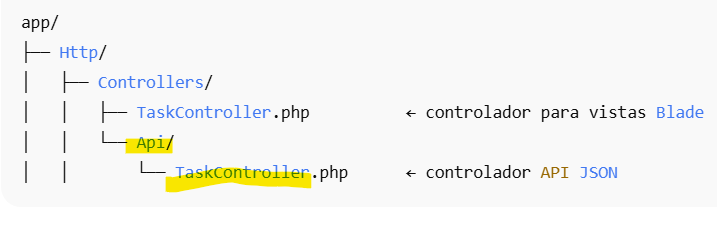 app/
├── Http/
│   ├── Controllers/
│   │   ├── TaskController.php          ← controlador para vistas Blade
│   │   └── Api/
│   │       └── TaskController.php      ← controlador API JSON